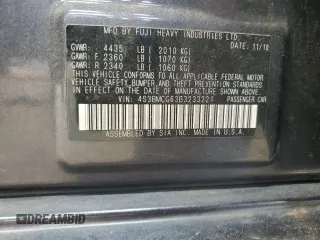 MFD BY FUJI HEAVY INDUSTRIES LTD.
GVWR: 4435 LB ( 2010 KG) DATE: 11/10
GAWR: F 2360 LB ( 1070 KG)
GAWR: R 2340 LB ( 1060 KG)
THIS VEHICLE CONFORMS TO ALL
APPLICABLE FEDERAL MOTOR
VEHICLE SAFETY, BUMPER, AND THEFT
PREVENTION STANDARDS IN EFFECT ON
THE DATE OF MANUFACTURE SHOWN
ABOVE.
VIN: 4S3BMCG63B3233221 PASSENGER CAR
ASSEMBLED BY SIA INC. MADE IN U.S.A.
DREAMBID